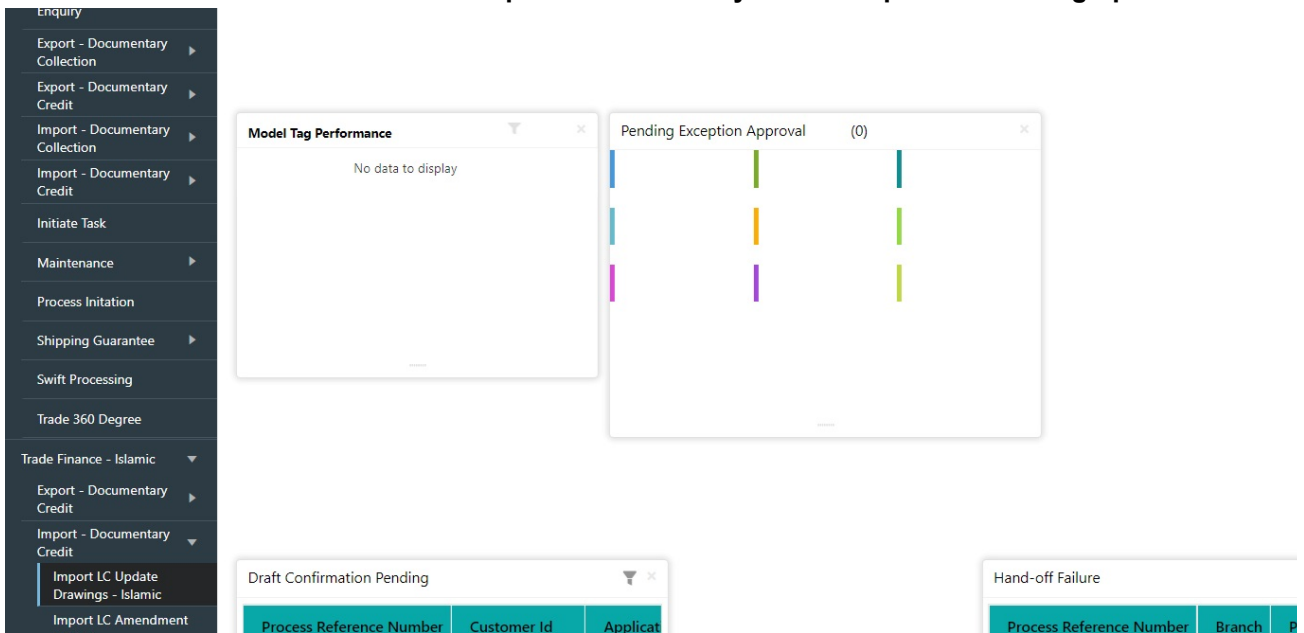 Enquiry
Export - Documentary
Collection
Export - Documentary
Credit
Import - Documentary
Collection
Import - Documentary
Credit
Initiate Task
Maintenance
Process Initation
Shipping Guarantee
Swift Processing
Trade 360 Degree
Trade Finance - Islamic
Export - Documentary
Credit
Import - Documentary
Credit
Import LC Update
Drawings - Islamic
Import LC Amendment
Model Tag Performance
No data to display
Pending Exception Approval (0)
Draft Confirmation Pending
Process Reference Number Customer Id Applicat
Hand-off Failure
Process Reference Number Branch P